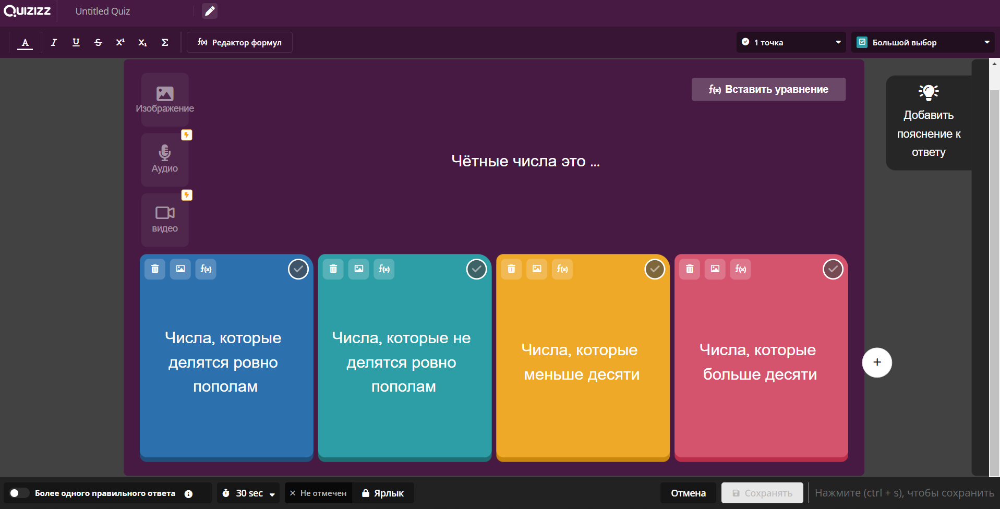 QUIZIZZ
Untitled Quiz
A I U S X¹ X₁ Σ
f(x) Редактор формул
1 точка
Большой выбор
Изображение
f(x) Вставить уравнение
Добавить
пояснение к
ответу
Аудио
Чётные числа это ...
видео
f(x)
f(x)
f(x)
f(x)
Числа, которые
делятся ровно
пополам
Числа, которые не
делятся ровно
пополам
Числа, которые
меньше десяти
Числа, которые
больше десяти
+
Более одного правильного ответа
30 sec
× Не отмечен
Ярлык
Отмена
Сохранять
Нажмите (ctrl + s), чтобы сохранить